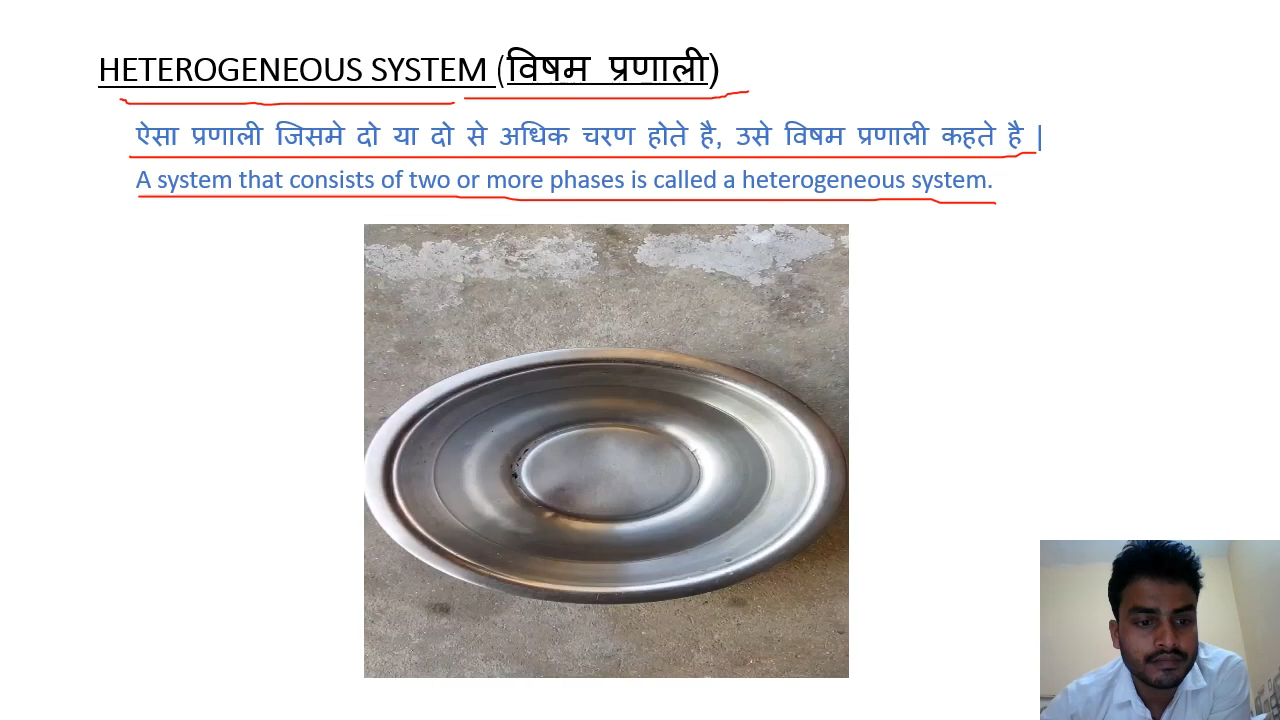 HETEROGENEOUS SYSTEM (विषम प्रणाली)
ऐसा प्रणाली जिसमे दो या दो से अधिक चरण होते है, उसे विषम प्रणाली कहते है |
A system that consists of two or more phases is called a heterogeneous system.